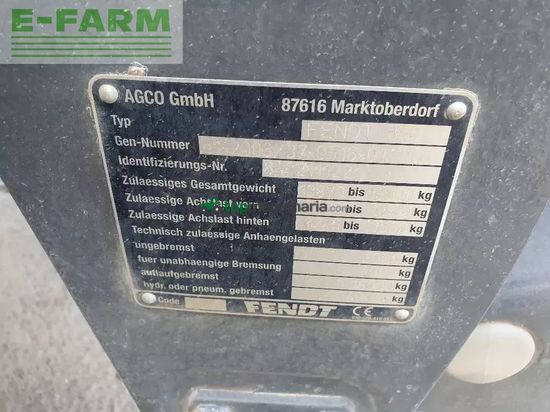 E-FARM
AGCO GmbH 87616 Marktoberdorf
Typ FENDT
Gen-Nummer
Identifizierungs-Nr.
Zulaessiges Gesamtgewicht bis kg
Zulaessige Achslast vorn bis kg
Zulaessige Achslast hinten bis kg
Technisch zulaessige Anhaengelasten
ungebremst kg
fuer unabhaengige Bremsung kg
auflaufgebremst kg
hydr. oder pneum. gebremst kg
Code FENDT CE